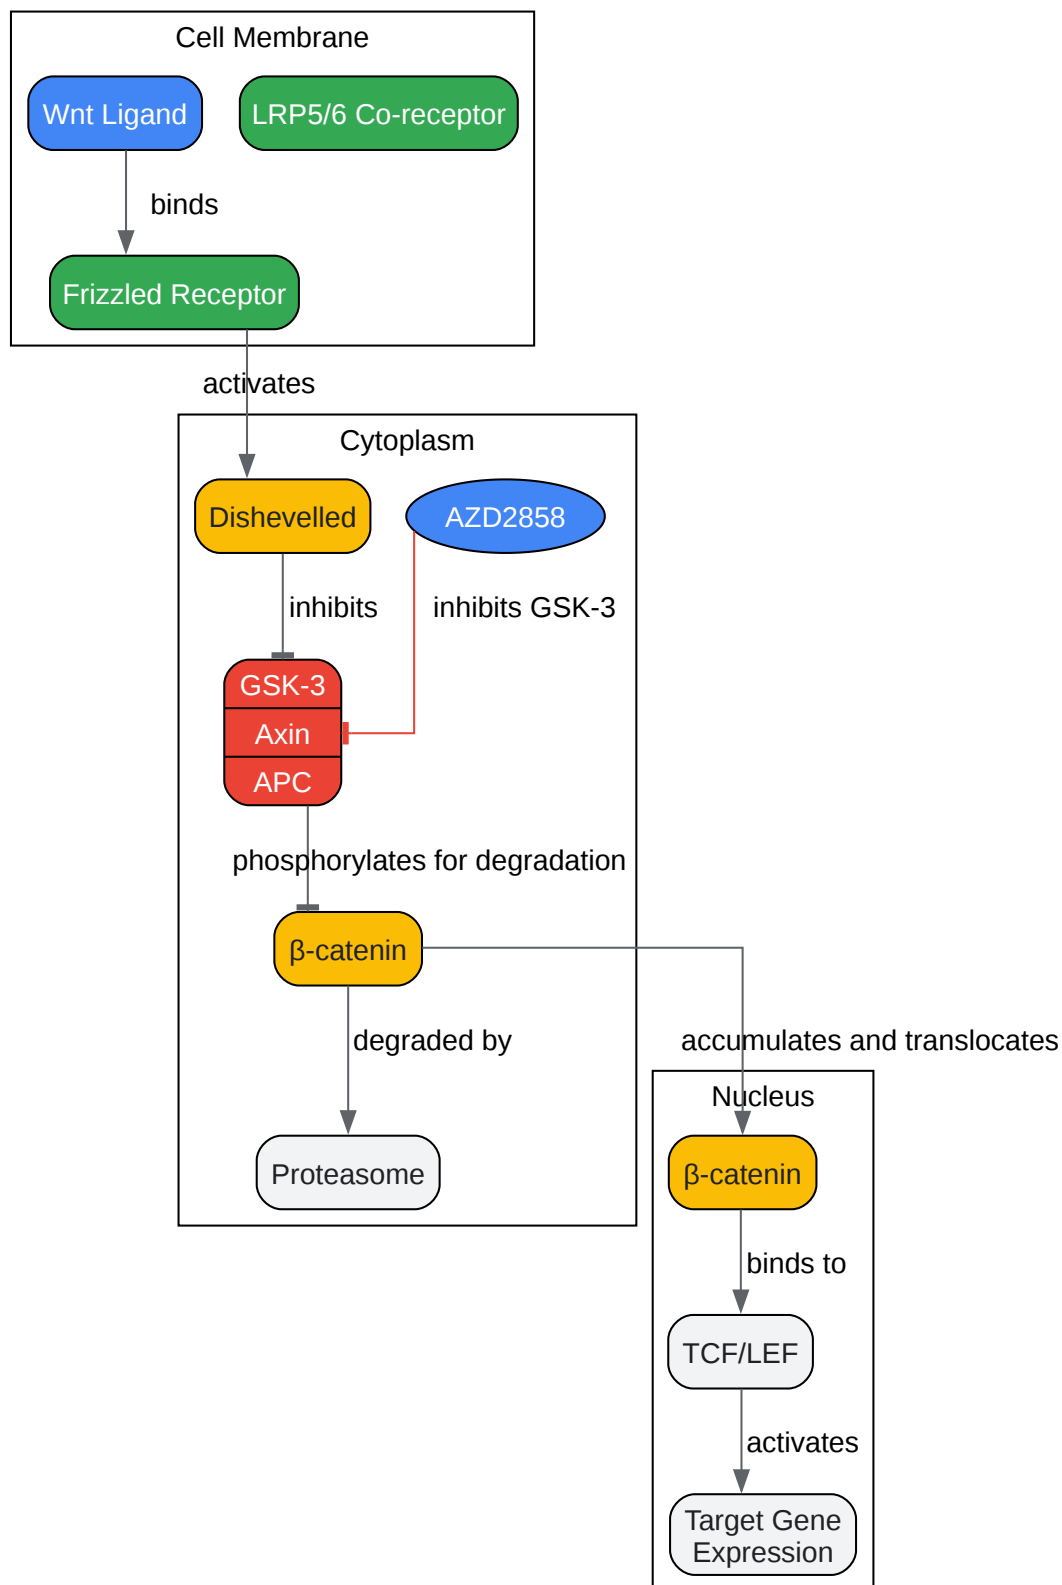 Cell Membrane
Wnt Ligand
LRP5/6 Co-receptor
binds
Frizzled Receptor
activates
Cytoplasm
Dishevelled
AZD2858
inhibits
inhibits GSK-3
GSK-3
Axin
APC
phosphorylates for degradation
β-catenin
degraded by
accumulates and translocates
Nucleus
Proteasome
β-catenin
binds to
TCF/LEF
activates
Target Gene
Expression